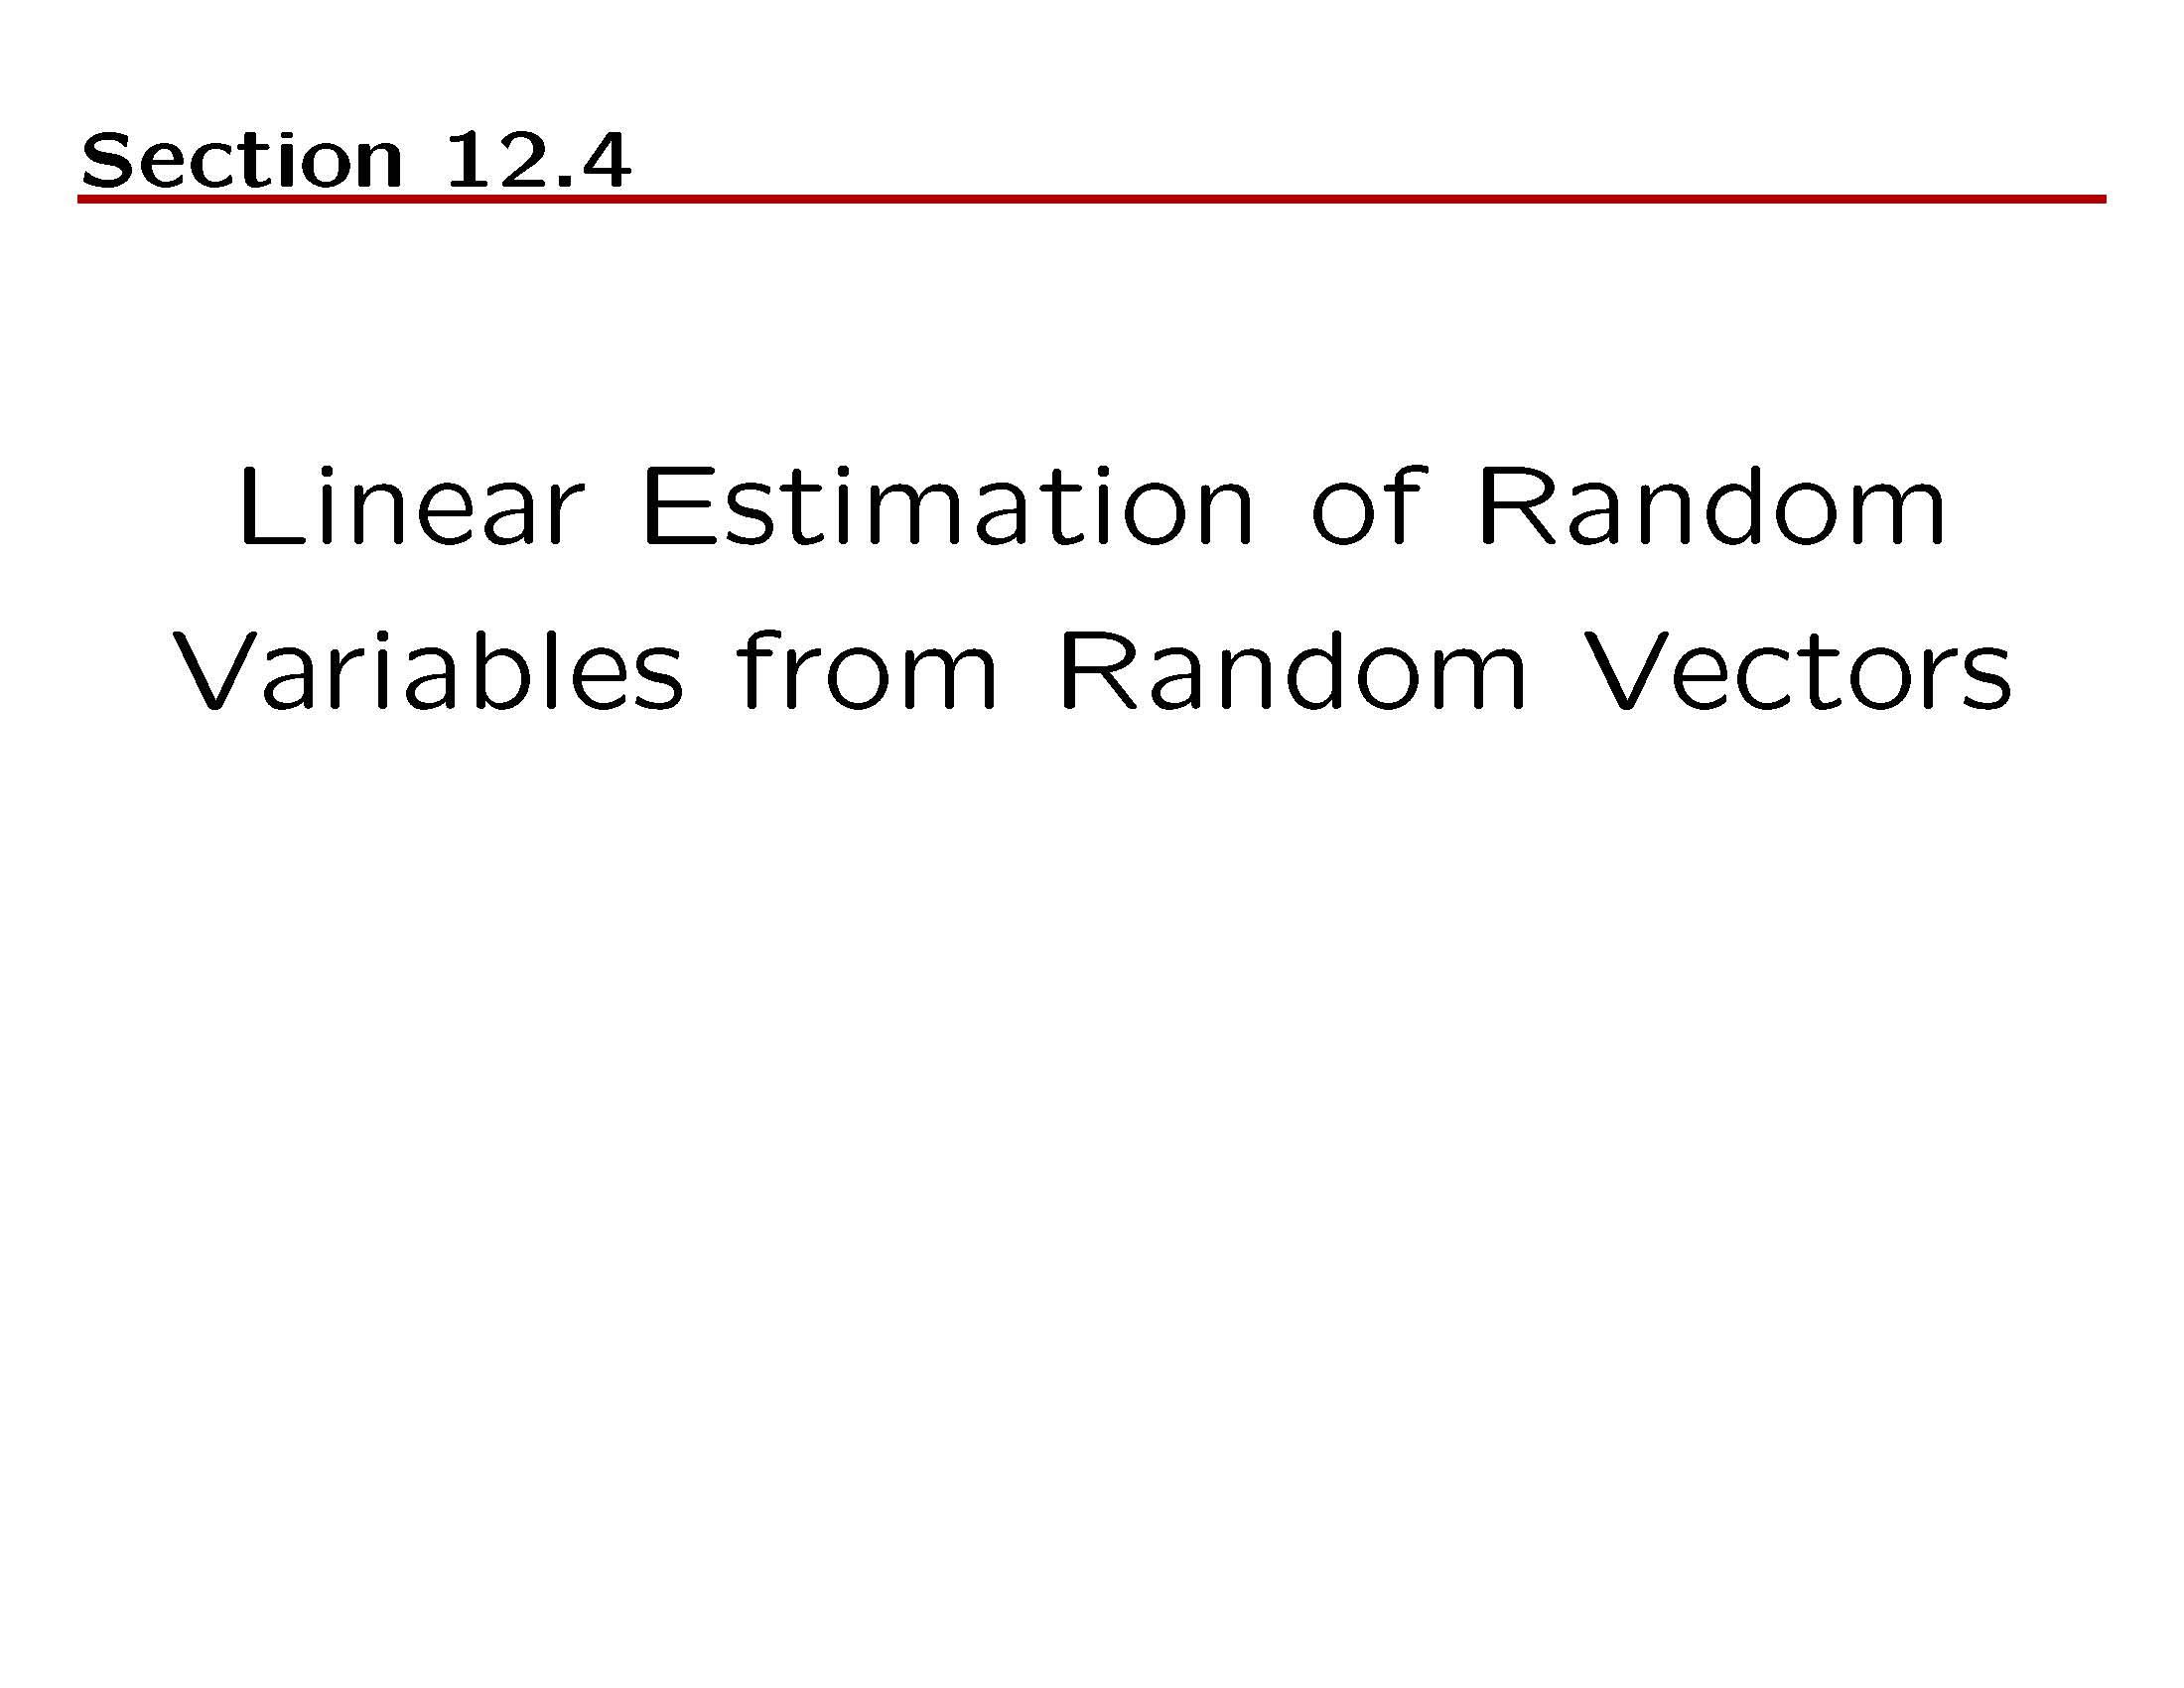 Section 12.4
Linear Estimation of Random
Variables from Random Vectors